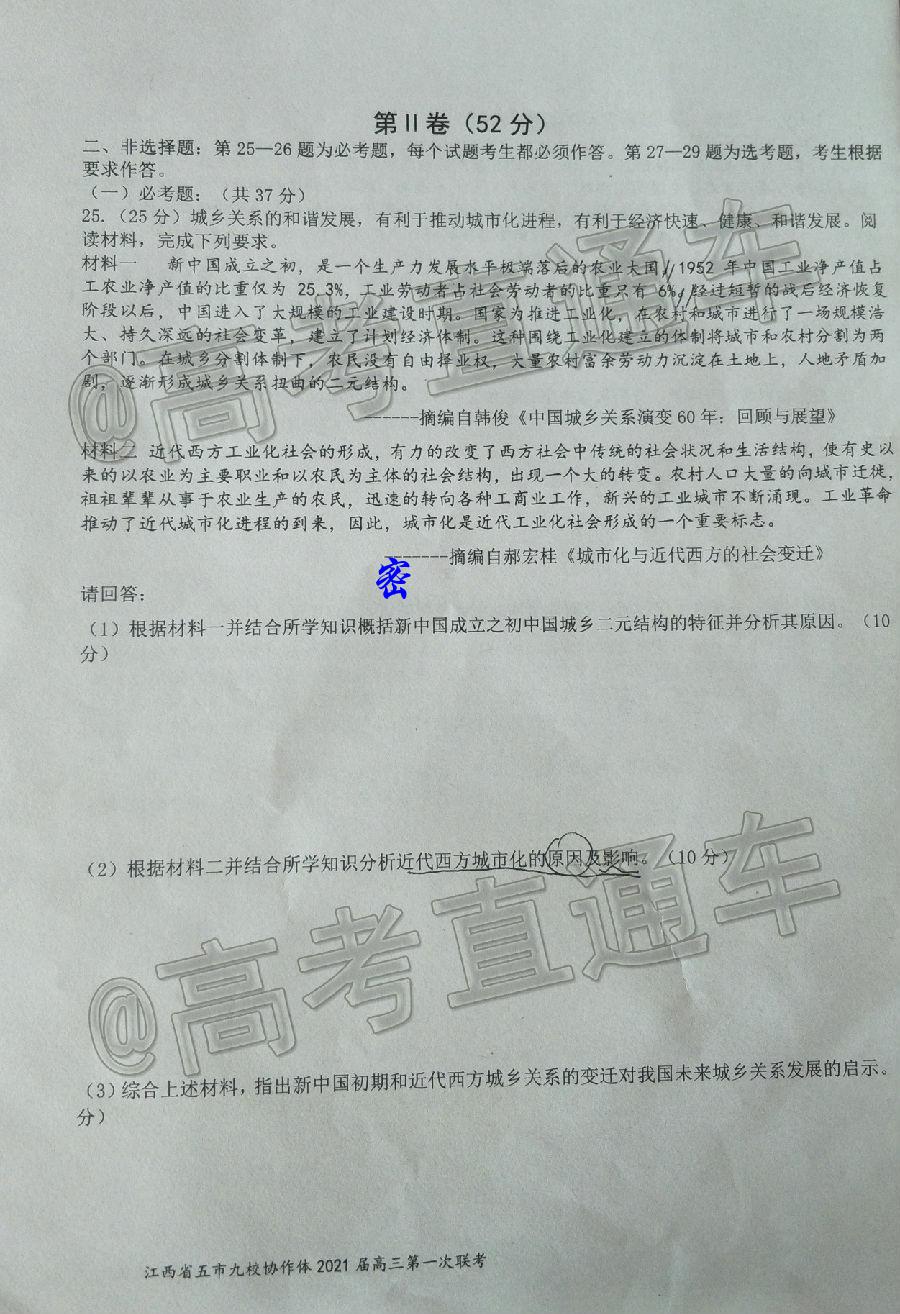 第 II 卷（52 分）
二、非选择题：第 25—26 题为必考题，每个试题考生都必须作答。第 27—29 题为选考题，考生根据
要求作答。
（一）必考题：（共 37 分）
25.（25 分）城乡关系的和谐发展，有利于推动城市化进程，有利于经济快速、健康、和谐发展。阅
读材料，完成下列要求。
材料一 新中国成立之初，是一个生产力发展水平极端落后的农业大国，1952 年中国工业净产值占
工农业净产值的比重仅为 25.3%，工业劳动者占社会劳动者的比重只有 6%，经过短暂的战后经济恢复
阶段以后，中国进入了大规模的工业建设时期。国家为推进工业化，在农村和城市进行了一场规模浩
大、持久深远的社会变革，建立了计划经济体制。这种围绕工业化建立的体制将城市和农村分割为两
个部门。在城乡分割体制下，农民没有自由择业权，大量农村富余劳动力沉淀在土地上，人地矛盾加
剧，逐渐形成城乡关系扭曲的二元结构。
------摘编自韩俊《中国城乡关系演变 60 年：回顾与展望》
材料二 近代西方工业化社会的形成，有力的改变了西方社会中传统的社会状况和生活结构，使有史以
来的以农业为主要职业和以农民为主体的社会结构，出现一个大的转变。农村人口大量的向城市迁徙，
祖祖辈辈从事于农业生产的农民，迅速的转向各种工商业工作，新兴的工业城市不断涌现。工业革命
推动了近代城市化进程的到来，因此，城市化是近代工业化社会形成的一个重要标志。
-------摘编自郝宏桂《城市化与近代西方的社会变迁》
密
请回答：
（1）根据材料一并结合所学知识概括新中国成立之初中国城乡二元结构的特征并分析其原因。（10
分）
（2）根据材料二并结合所学知识分析近代西方城市化的原因及影响。（10 分）
（3）综合上述材料，指出新中国初期和近代西方城乡关系的变迁对我国未来城乡关系发展的启示。
分）
江西省五市九校协作体 2021 届高三第一次联考
@高考直通车
@高考直通车